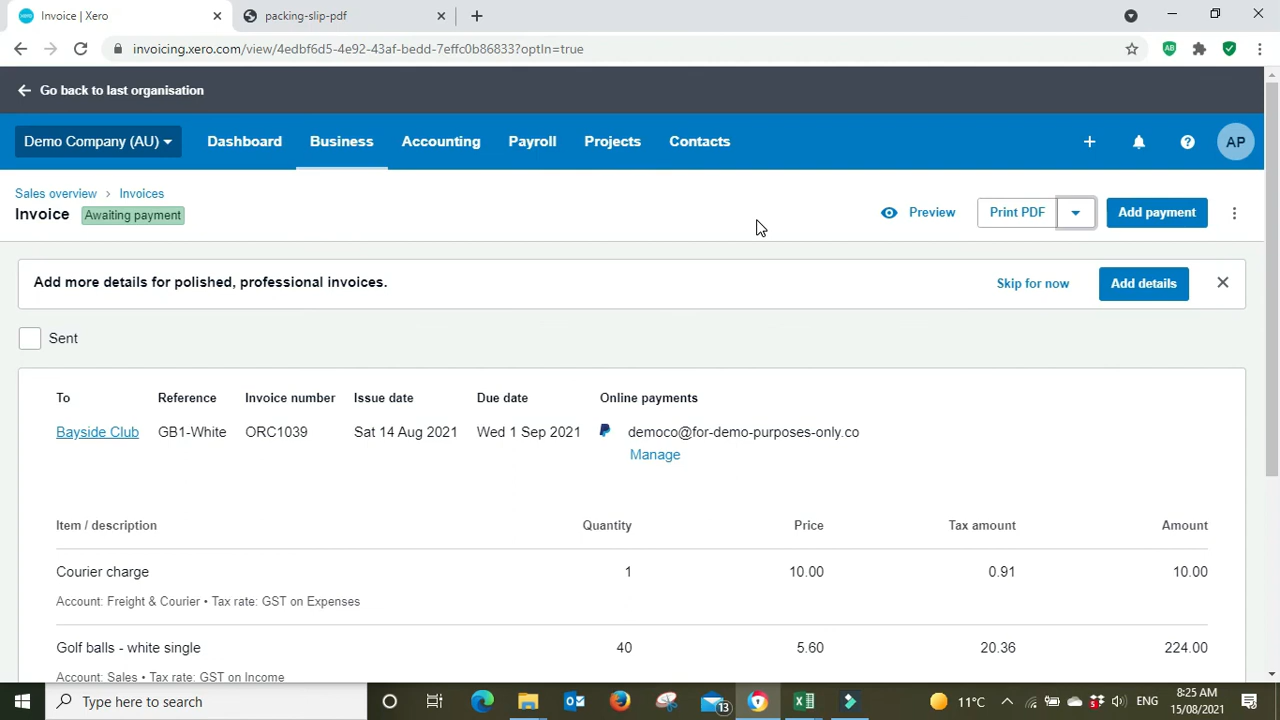 Invoice | Xero
packing-slip-pdf
invoicing.xero.com/view/4edbf6d5-4e92-43af-bedd-7effc0b86833?optIn=true
Go back to last organisation
Demo Company (AU) Dashboard Business Accounting Payroll Projects Contacts AP
Sales overview › Invoices
Invoice Awaiting payment Preview Print PDF Add payment
Add more details for polished, professional invoices. Skip for now Add details
Sent
To Reference Invoice number Issue date Due date Online payments
Bayside Club GB1-White ORC1039 Sat 14 Aug 2021 Wed 1 Sep 2021 democo@for-demo-purposes-only.co
Manage
Item / description Quantity Price Tax amount Amount
Courier charge 1 10.00 0.91 10.00
Account: Freight & Courier • Tax rate: GST on Expenses
Golf balls - white single 40 5.60 20.36 224.00
Account: Sales • Tax rate: GST on Income
Type here to search 13 11°C ENG 8:25 AM
15/08/2021